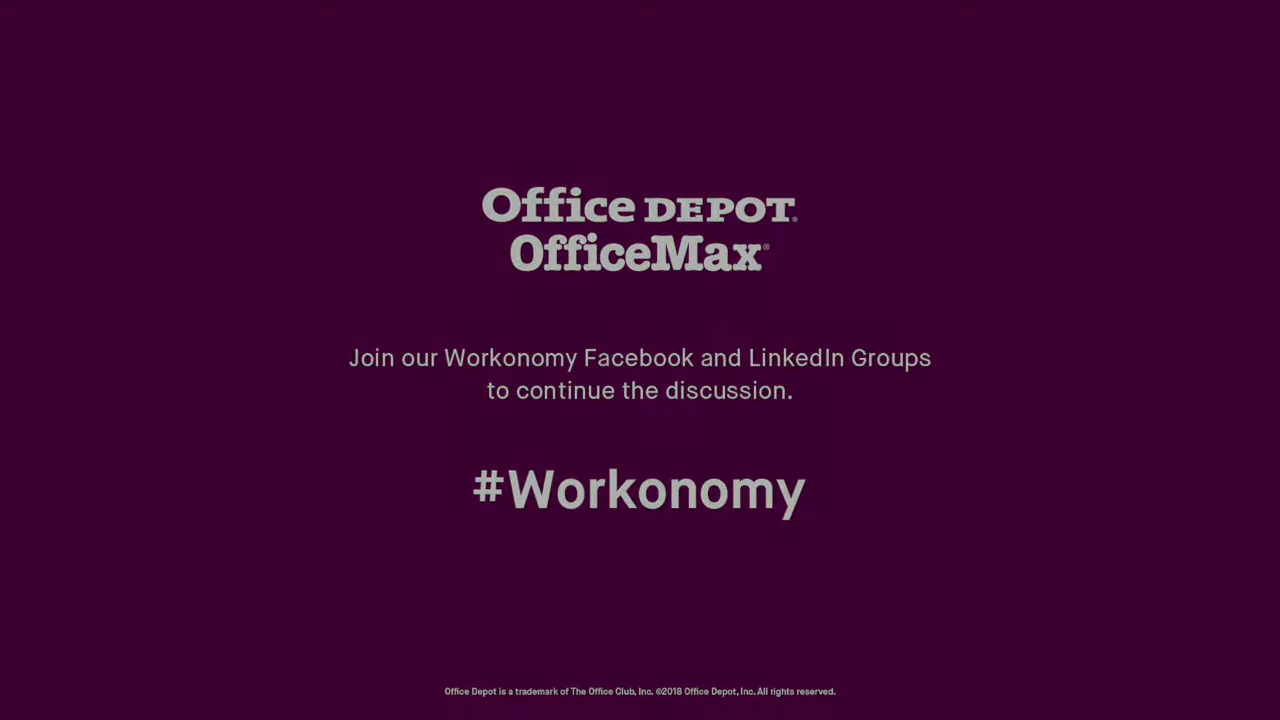 Office DEPOT®
OfficeMax®
Join our Workonomy Facebook and LinkedIn Groups
to continue the discussion.
#Workonomy
Office Depot is a trademark of The Office Club, Inc. ©2018 Office Depot, Inc. All rights reserved.